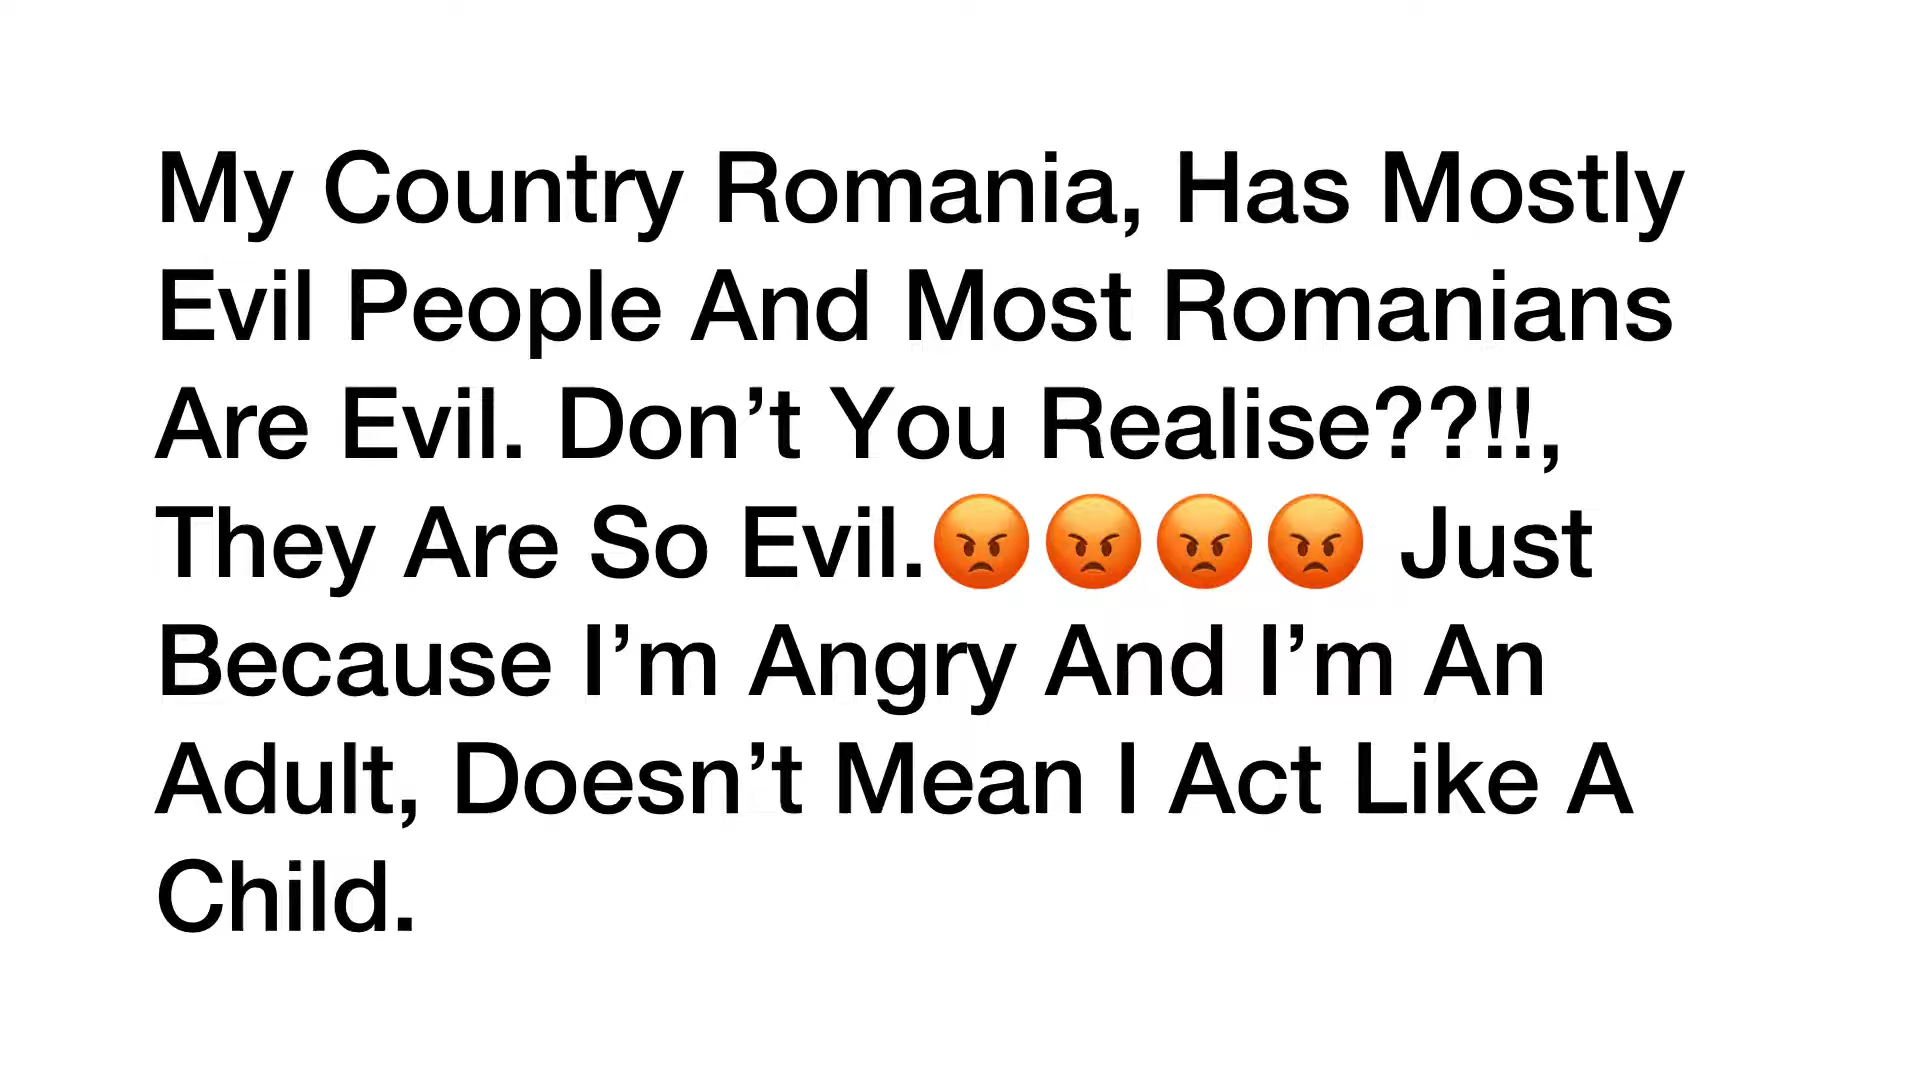 My Country Romania, Has Mostly
Evil People And Most Romanians
Are Evil. Don’t You Realise??!!,
They Are So Evil.😡😡😡😡 Just
Because I’m Angry And I’m An
Adult, Doesn’t Mean I Act Like A
Child.